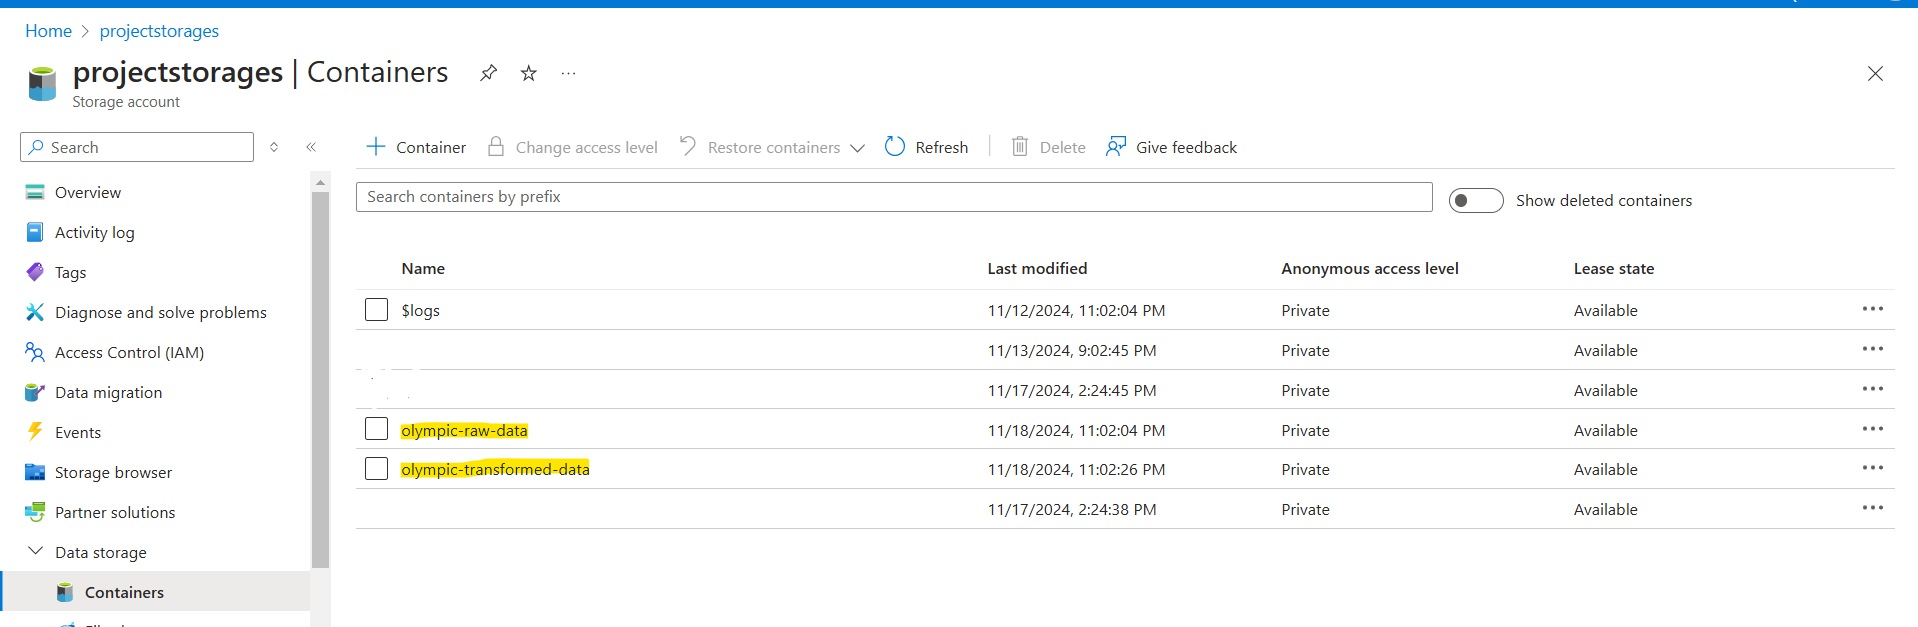 Home > projectstorages
projectstorages | Containers
Storage account
Search
Container Change access level Restore containers Refresh Delete Give feedback
Search containers by prefix
Show deleted containers
Overview
Activity log
Tags
Diagnose and solve problems
Access Control (IAM)
Data migration
Events
Storage browser
Partner solutions
Data storage
Containers
Name Last modified Anonymous access level Lease state
$logs 11/12/2024, 11:02:04 PM Private Available
11/13/2024, 9:02:45 PM Private Available
11/17/2024, 2:24:45 PM Private Available
olympic-raw-data 11/18/2024, 11:02:04 PM Private Available
olympic-transformed-data 11/18/2024, 11:02:26 PM Private Available
11/17/2024, 2:24:38 PM Private Available